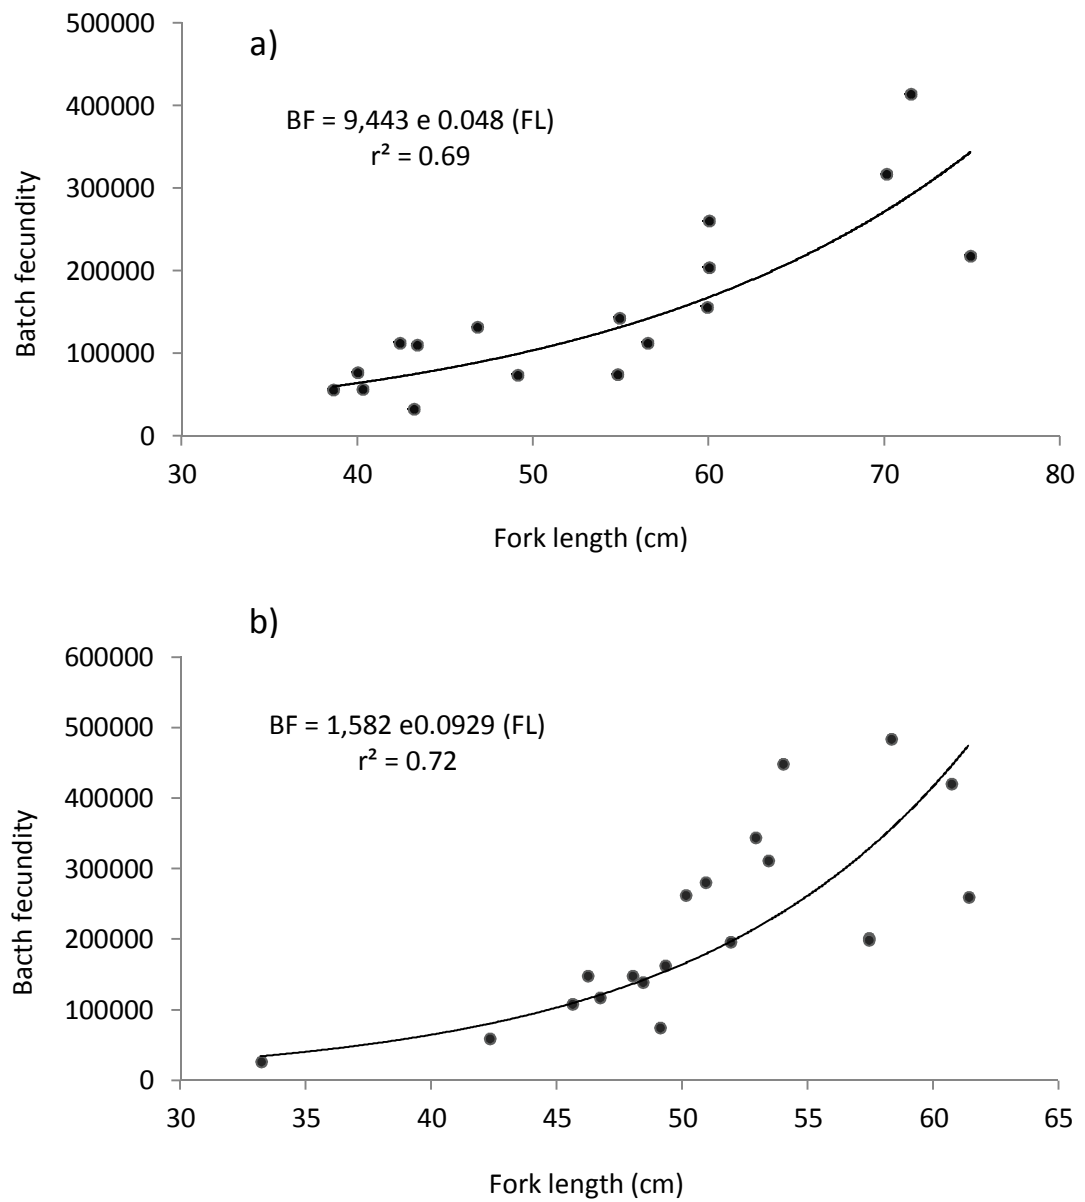 a)
500000
400000
300000
200000
100000
0
BF = 9,443 e 0.048 (FL)
r² = 0.69
Batch fecundity
30 40 50 60 70 80
Fork length (cm)
b)
600000
500000
400000
300000
200000
100000
0
BF = 1,582 e0.0929 (FL)
r² = 0.72
Bacth fecundity
30 35 40 45 50 55 60 65
Fork length (cm)